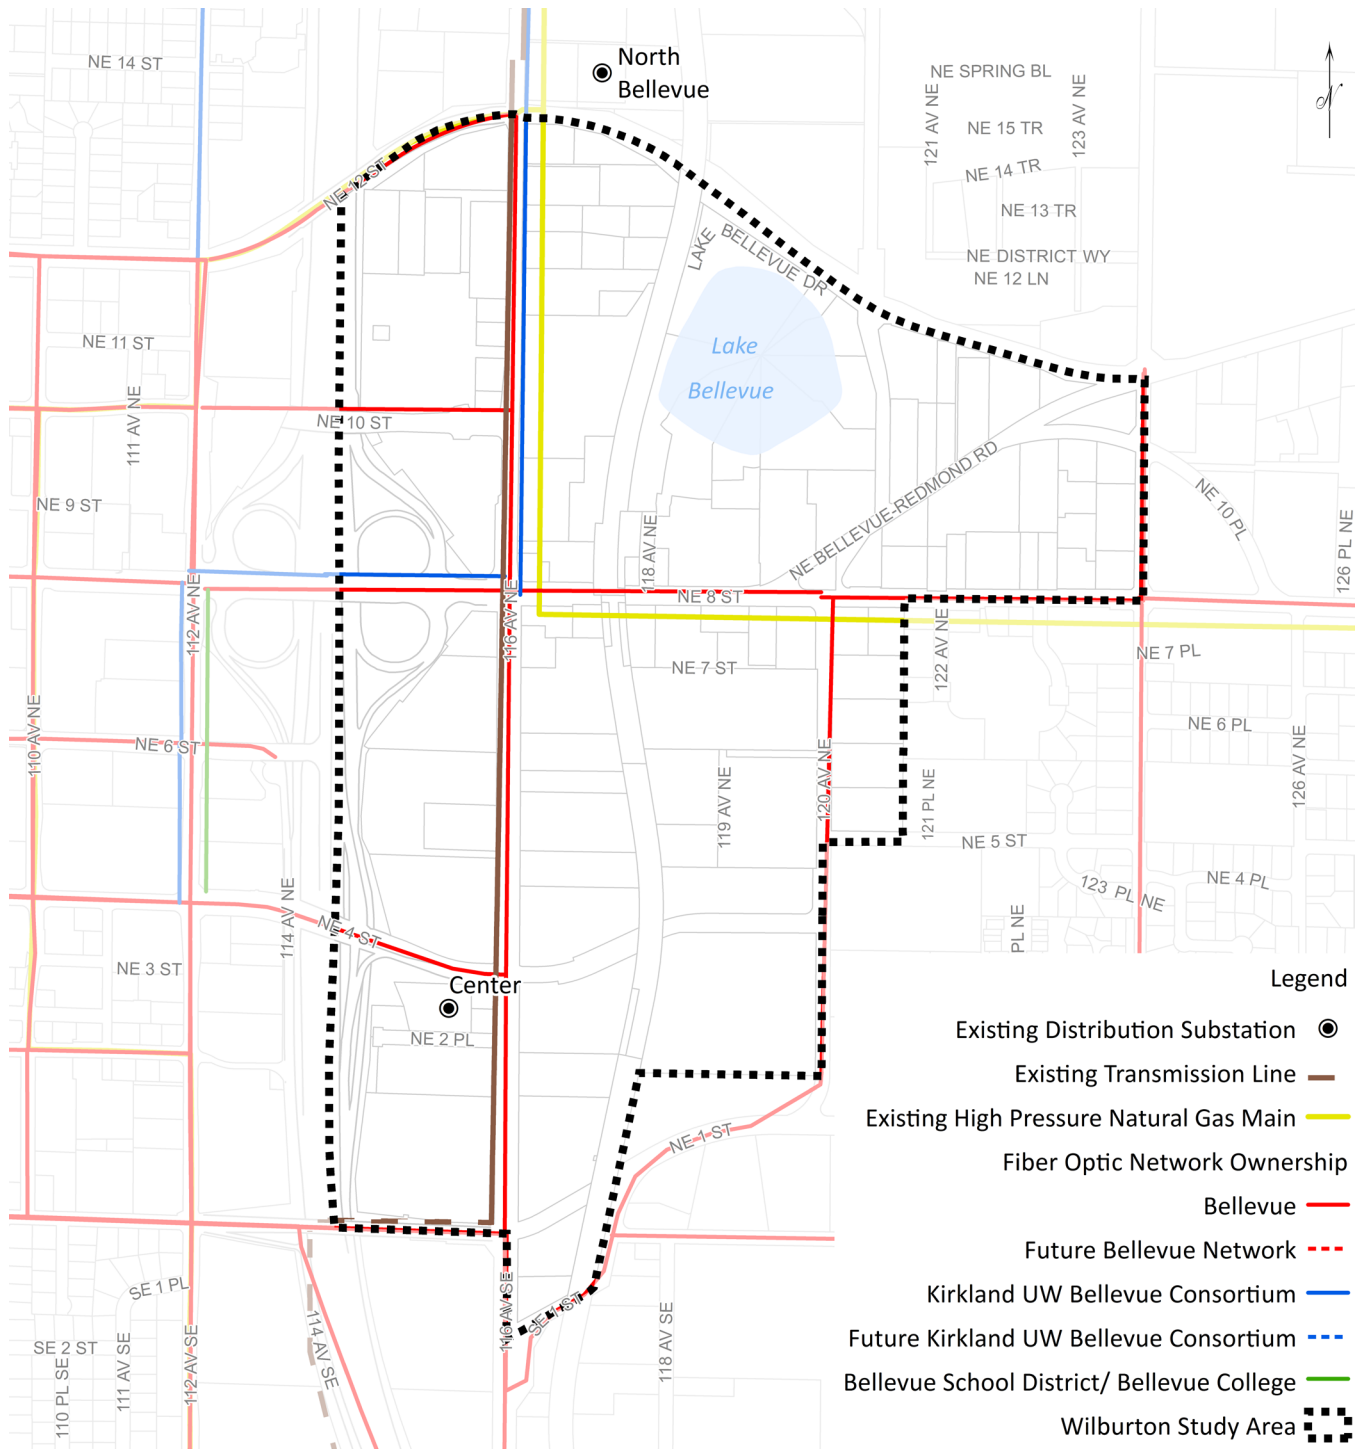 North
Bellevue
NE 14 ST
NE SPRING BL
121 AV NE
123 AV NE
NE 15 TR
NE 14 TR
NE 13 TR
NE DISTRICT WY
NE 12 LN
N
NE 12 ST
LAKE
BELLEVUE DR
Lake
Bellevue
NE 11 ST
111 AV NE
NE 10 ST
NE 9 ST
NE BELLEVUE-REDMOND RD
NE 10 PL
118 AV NE
126 PL NE
112 AV NE
116 AV NE
NE 8 ST
122 AV NE
NE 7 ST
NE 7 PL
110 AV NE
NE 6 ST
NE 6 PL
119 AV NE
120 AV NE
121 PL NE
126 AV NE
NE 5 ST
123 PL NE
NE 4 PL
114 AV NE
NE 4 ST
PL NE
NE 3 ST
Center
NE 2 PL
NE 1 ST
SE 1 PL
SE 1 ST
116 AV SE
SE 2 ST
110 PL SE
111 AV SE
112 AV SE
114 AV SE
118 AV SE
Legend
Existing Distribution Substation
Existing Transmission Line
Existing High Pressure Natural Gas Main
Fiber Optic Network Ownership
Bellevue
Future Bellevue Network
Kirkland UW Bellevue Consortium
Future Kirkland UW Bellevue Consortium
Bellevue School District/ Bellevue College
Wilburton Study Area